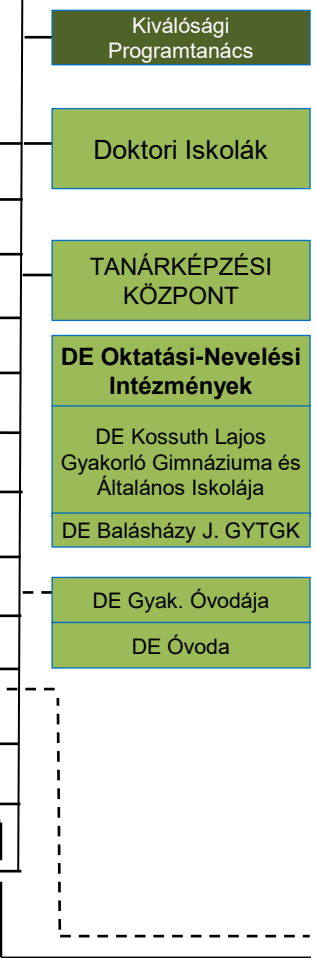 Kiválósági
Programtanács
Doktori Iskolák
TANÁRKÉPZÉSI
KÖZPONT
DE Oktatási-Nevelési
Intézmények
DE Kossuth Lajos
Gyakorló Gimnáziuma és
Általános Iskolája
DE Balásházy J. GYTGK
DE Gyak. Óvodája
DE Óvoda